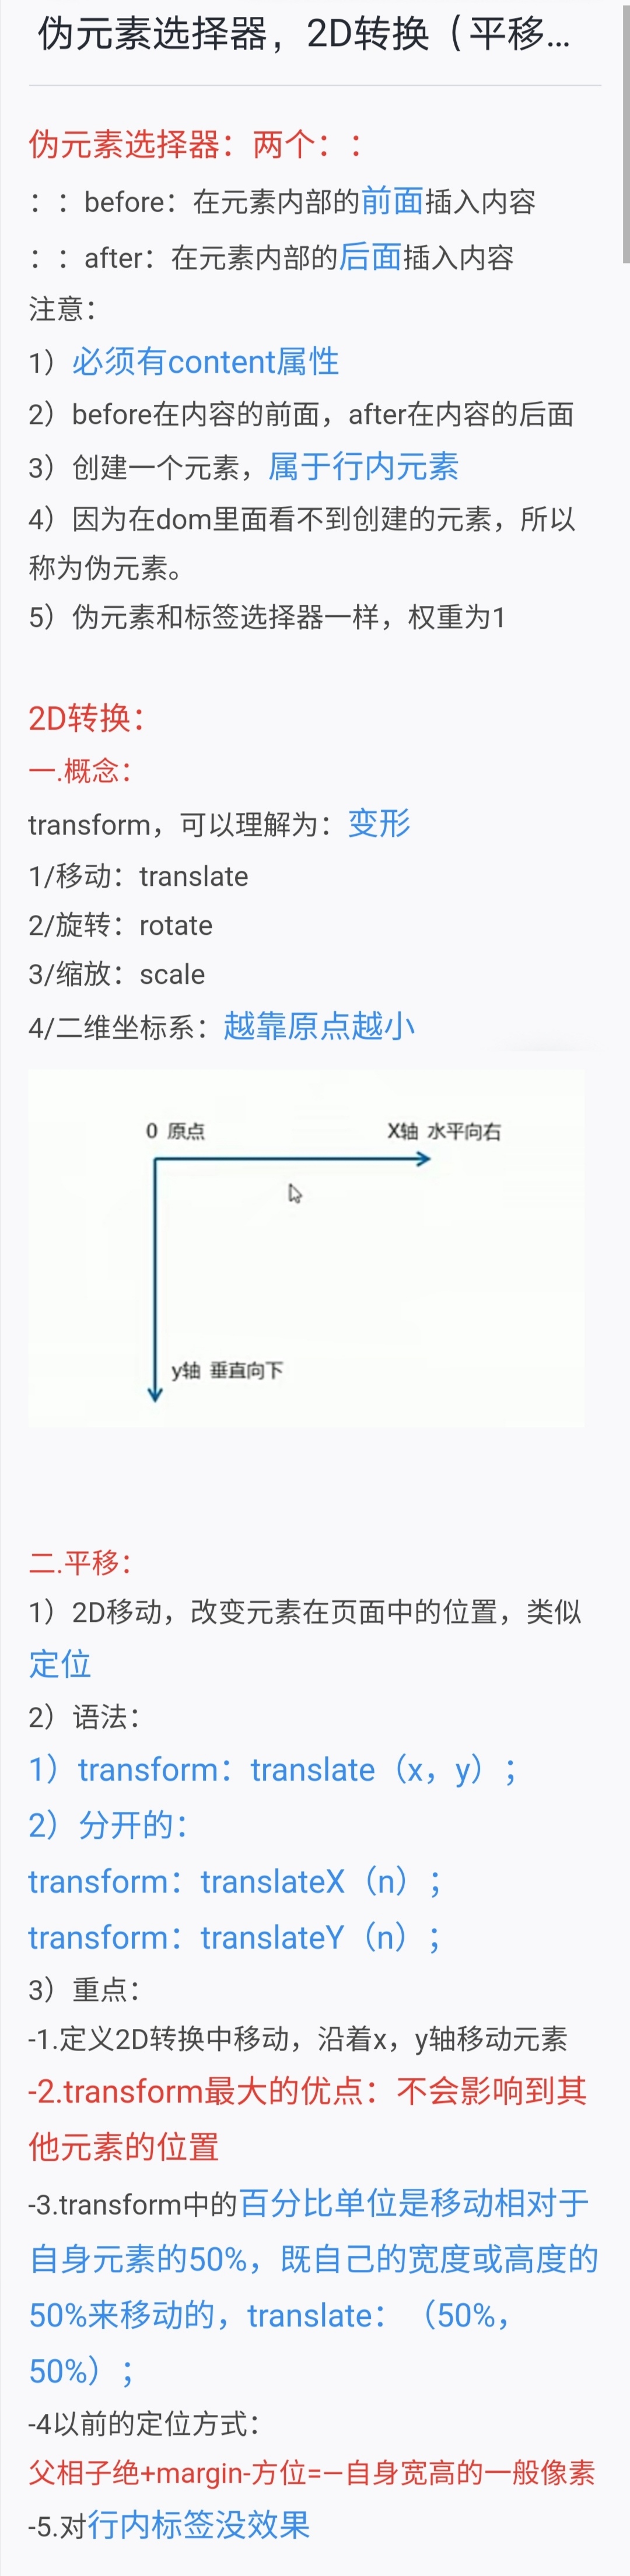 伪元素选择器，2D转换（平移...
伪元素选择器：两个：：
：：before：在元素内部的前面插入内容
：：after：在元素内部的后面插入内容
注意：
1）必须有content属性
2）before在内容的前面，after在内容的后面
3）创建一个元素，属于行内元素
4）因为在dom里面看不到创建的元素，所以
称为伪元素。
5）伪元素和标签选择器一样，权重为1
2D转换：
一.概念：
transform，可以理解为：变形
1/移动：translate
2/旋转：rotate
3/缩放：scale
4/二维坐标系：越靠原点越小
0 原点 X轴 水平向右
y轴 垂直向下
二.平移：
1）2D移动，改变元素在页面中的位置，类似
定位
2）语法：
1）transform：translate（x，y）；
2）分开的：
transform：translateX（n）；
transform：translateY（n）；
3）重点：
-1.定义2D转换中移动，沿着x，y轴移动元素
-2.transform最大的优点：不会影响到其
他元素的位置
-3.transform中的百分比单位是移动相对于
自身元素的50%，既自己的宽度或高度的
50%来移动的，translate：（50%，
50%）；
-4以前的定位方式：
父相子绝+margin-方位=—自身宽高的一般像素
-5.对行内标签没效果